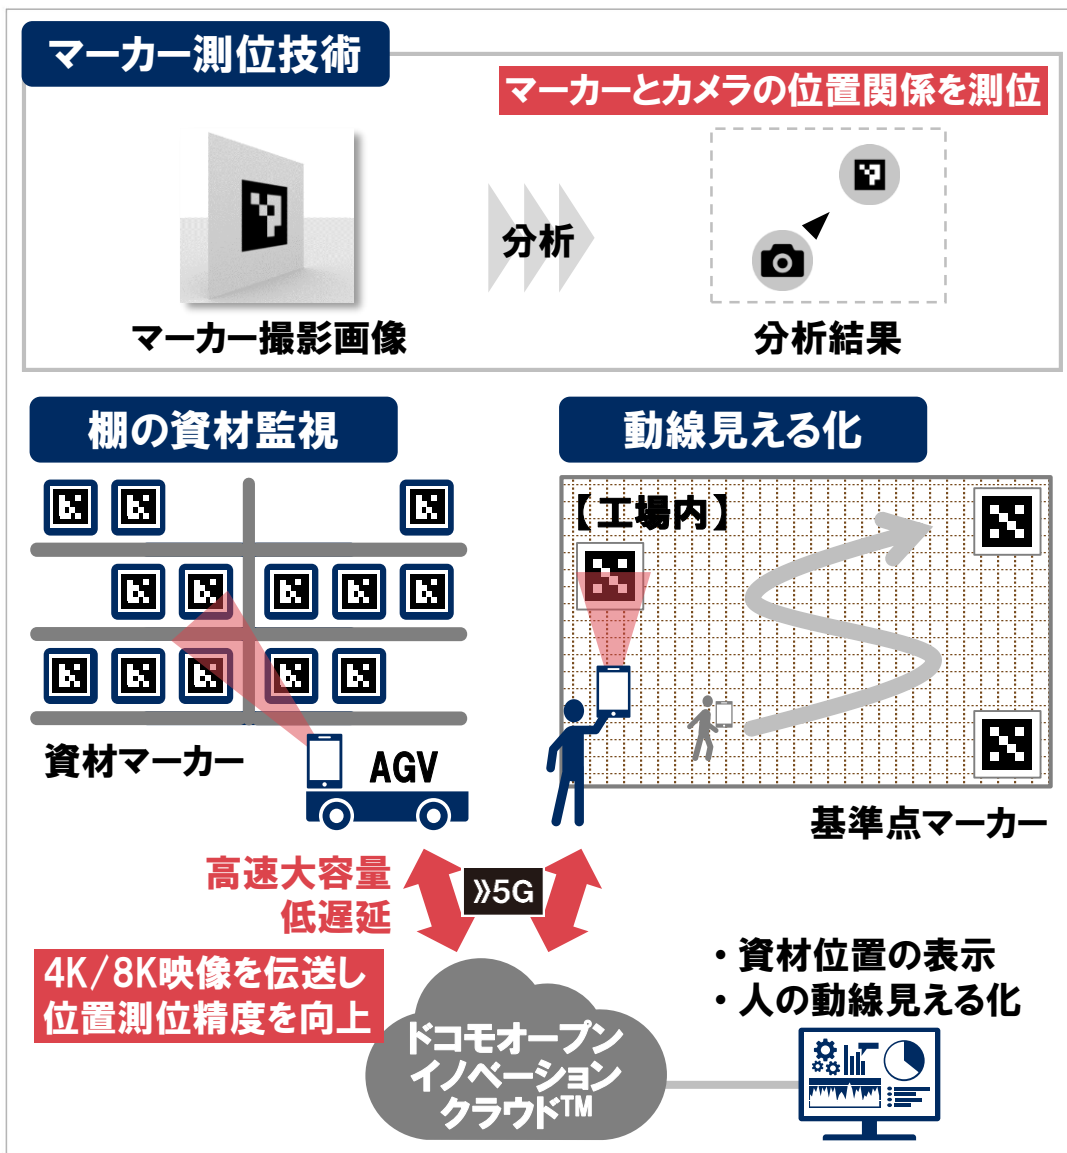 マーカー測位技術
マーカーとカメラの位置関係を測位
分析
マーカー撮影画像
分析結果
棚の資材監視
動線見える化
【工場内】
資材マーカー
AGV
基準点マーカー
高速大容量
低遅延
》5G
4K/8K映像を伝送し
位置測位精度を向上
・資材位置の表示
・人の動線見える化
ドコモオープン
イノベーション
クラウド™